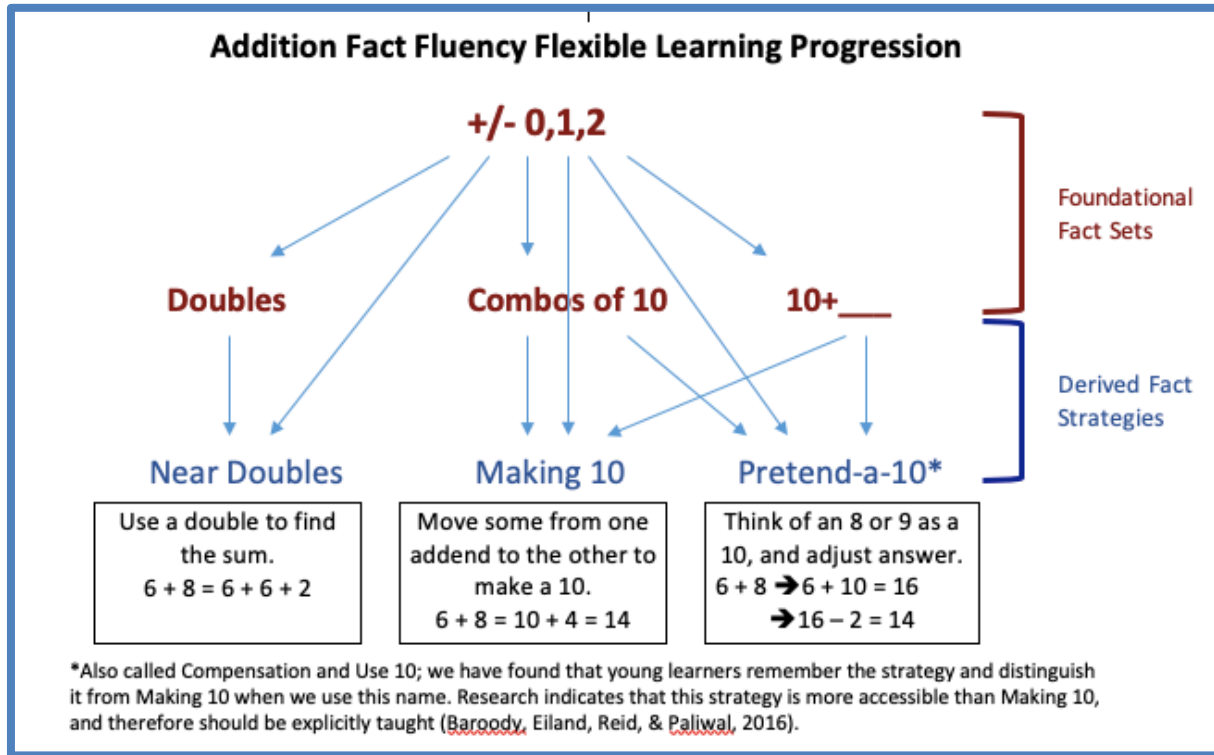 Addition Fact Fluency Flexible Learning Progression
+/- 0,1,2
Foundational
Fact Sets
Doubles
Combos of 10
10+___
Derived Fact
Strategies
Near Doubles
Making 10
Pretend-a-10*
Use a double to find
the sum.
6 + 8 = 6 + 6 + 2
Move some from one
addend to the other to
make a 10.
6 + 8 = 10 + 4 = 14
Think of an 8 or 9 as a
10, and adjust answer.
6 + 8 ➔6 + 10 = 16
➔16 – 2 = 14
*Also called Compensation and Use 10; we have found that young learners remember the strategy and distinguish
it from Making 10 when we use this name. Research indicates that this strategy is more accessible than Making 10,
and therefore should be explicitly taught (Baroody, Eiland, Reid, & Paliwal, 2016).